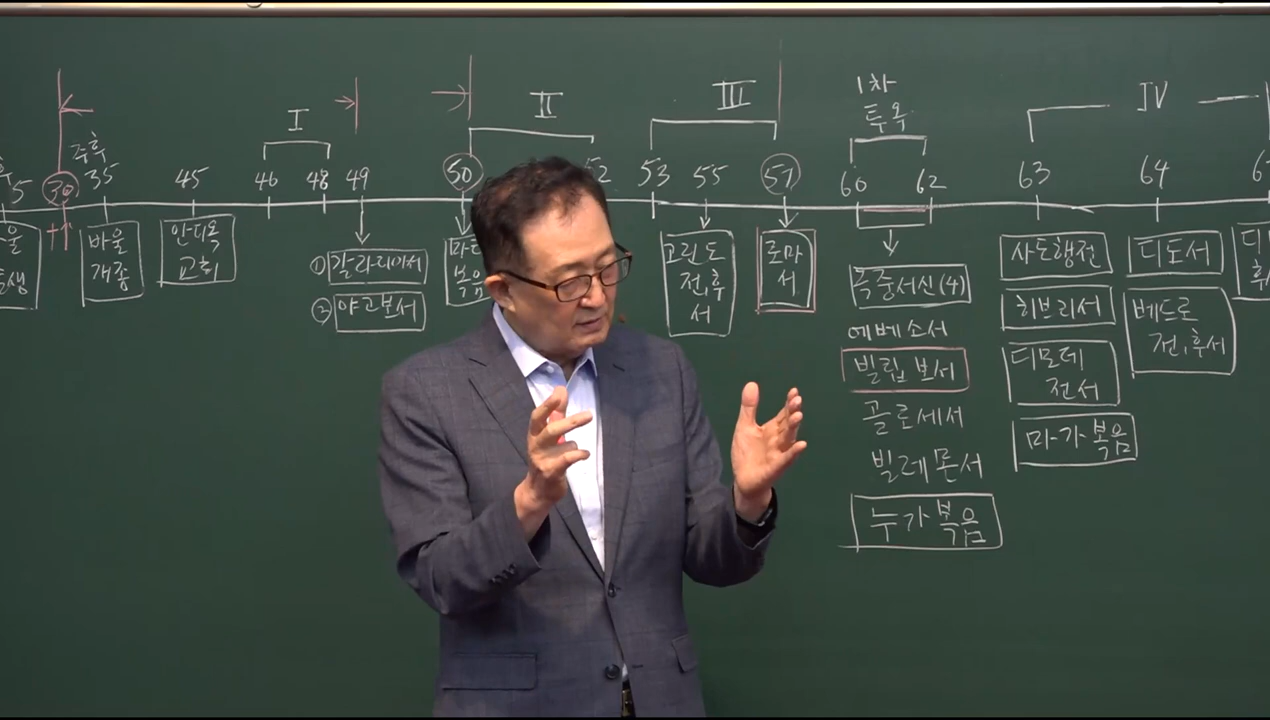 I
II
III
1차
투옥
IV
5
30
주후
35
45
46
48
49
50
52
53
55
57
60
62
63
64
바울
개종
안디옥
교회
① 갈라디아서
② 야고보서
복음
고린도
전,후
서
로마
서
옥중서신(4)
에베소서
빌립보서
골로새서
빌레몬서
누가복음
사도행전
히브리서
디모데
전서
마가복음
디도서
베드로
전,후서
디
후